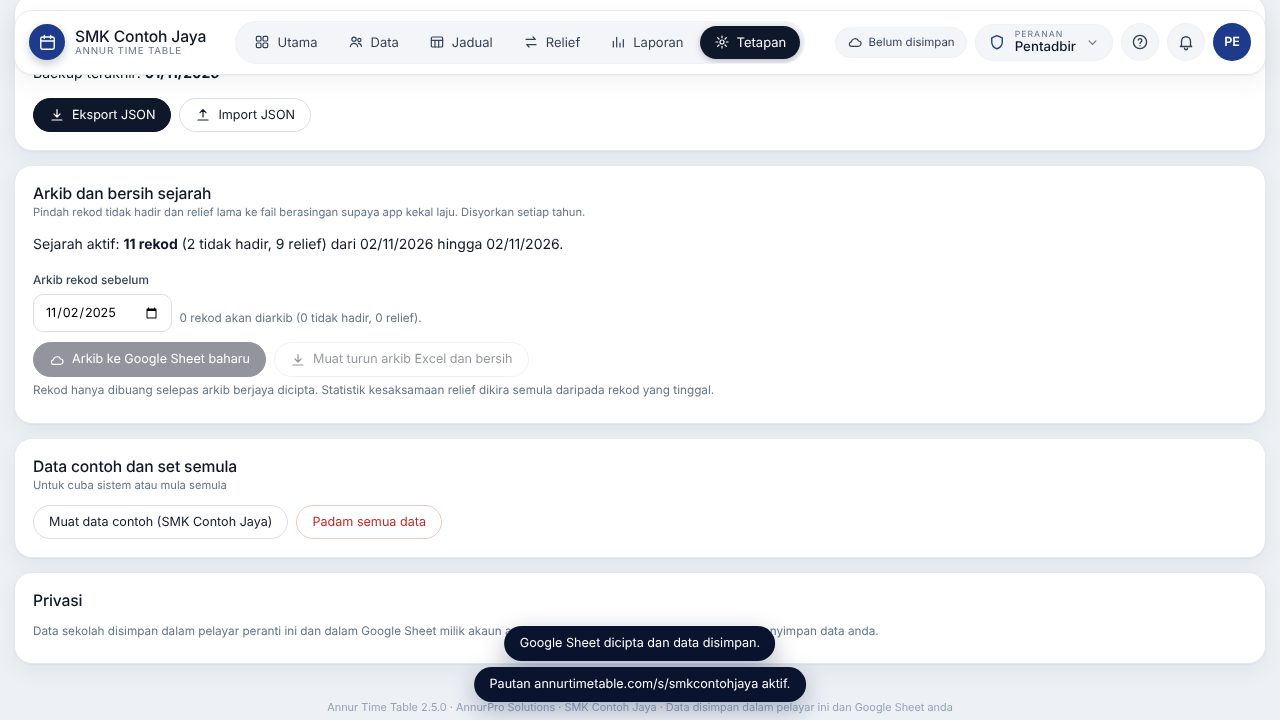 SMK Contoh Jaya
ANNUR TIME TABLE
Utama
Data
Jadual
Relief
Laporan
Tetapan
Belum disimpan
PERANAN
Pentadbir
PE
Backup terakhir: 01/11/2025
Eksport JSON
Import JSON
Arkib dan bersih sejarah
Pindah rekod tidak hadir dan relief lama ke fail berasingan supaya app kekal laju. Disyorkan setiap tahun.
Sejarah aktif: 11 rekod (2 tidak hadir, 9 relief) dari 02/11/2026 hingga 02/11/2026.
Arkib rekod sebelum
11/02/2025
0 rekod akan diarkib (0 tidak hadir, 0 relief).
Arkib ke Google Sheet baharu
Muat turun arkib Excel dan bersih
Rekod hanya dibuang selepas arkib berjaya dicipta. Statistik kesaksamaan relief dikira semula daripada rekod yang tinggal.
Data contoh dan set semula
Untuk cuba sistem atau mula semula
Muat data contoh (SMK Contoh Jaya)
Padam semua data
Privasi
Data sekolah disimpan dalam pelayar peranti ini dan dalam Google Sheet milik akaun
nyimpan data anda.
Google Sheet dicipta dan data disimpan.
Pautan annurtimetable.com/s/smkcontohjaya aktif.
Annur Time Table 2.5.0 · AnnurPro Solutions · SMK Contoh Jaya · Data disimpan dalam pelayar ini dan Google Sheet anda